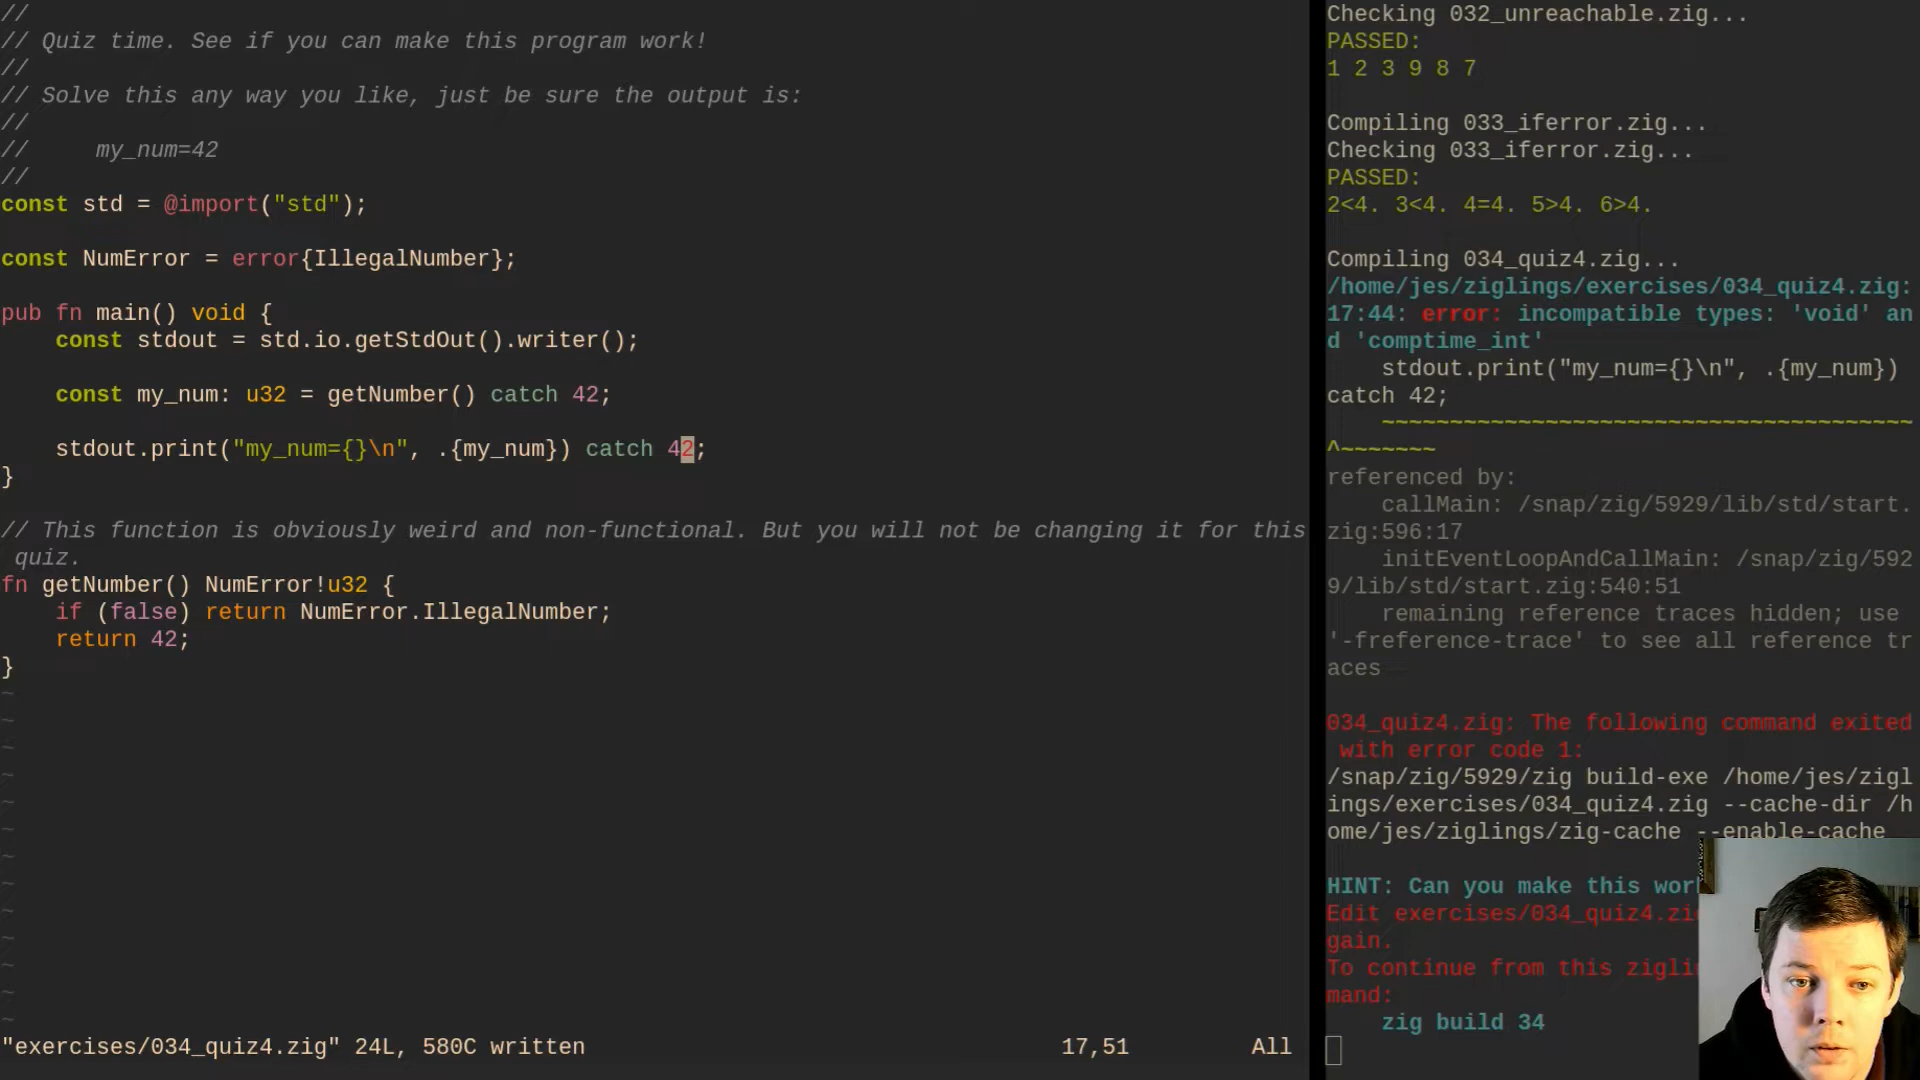 //
// Quiz time. See if you can make this program work!
//
// Solve this any way you like, just be sure the output is:
//
//     my_num=42
//
const std = @import("std");

const NumError = error{IllegalNumber};

pub fn main() void {
    const stdout = std.io.getStdOut().writer();

    const my_num: u32 = getNumber() catch 42;

    stdout.print("my_num={}\n", .{my_num}) catch 42;
}

// This function is obviously weird and non-functional. But you will not be changing it for this
 quiz.
fn getNumber() NumError!u32 {
    if (false) return NumError.IllegalNumber;
    return 42;
}
~
~
~
~
~
~
~
~
~
~
~
~
~
"exercises/034_quiz4.zig" 24L, 580C written
17,51
All
Checking 032_unreachable.zig...
PASSED:
1 2 3 9 8 7

Compiling 033_iferror.zig...
Checking 033_iferror.zig...
PASSED:
2<4. 3<4. 4=4. 5>4. 6>4.

Compiling 034_quiz4.zig...
/home/jes/ziglings/exercises/034_quiz4.zig:
17:44: error: incompatible types: 'void' an
d 'comptime_int'
    stdout.print("my_num={}\n", .{my_num})
catch 42;
    ~~~~~~~~~~~~~~~~~~~~~~~~~~~~~~~~~~~~~~~
^~~~~~~~
referenced by:
    callMain: /snap/zig/5929/lib/std/start.
zig:596:17
    initEventLoopAndCallMain: /snap/zig/592
9/lib/std/start.zig:540:51
    remaining reference traces hidden; use
'-freference-trace' to see all reference tr
aces

034_quiz4.zig: The following command exited
 with error code 1:
/snap/zig/5929/zig build-exe /home/jes/zigl
ings/exercises/034_quiz4.zig --cache-dir /h
ome/jes/ziglings/zig-cache --enable-cache

HINT: Can you make this
Edit exercises/034_quiz4
gain.
To continue from this
mand:
    zig build 34